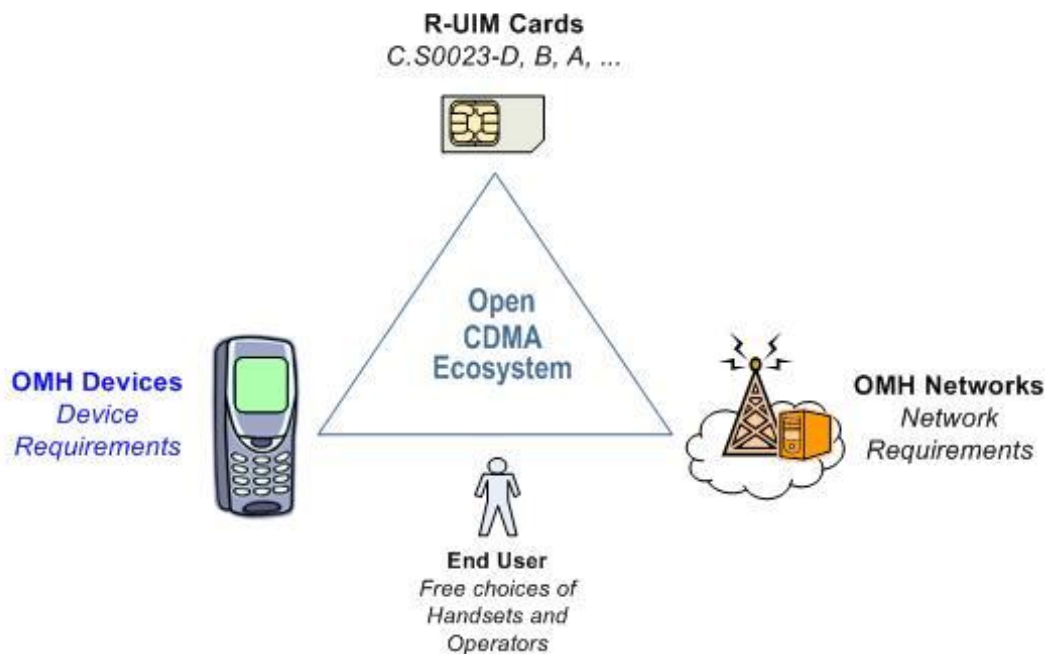 R-UIM Cards
C.S0023-D, B, A, ...
Open
CDMA
Ecosystem
OMH Devices
Device
Requirements
OMH Networks
Network
Requirements
End User
Free choices of
Handsets and
Operators